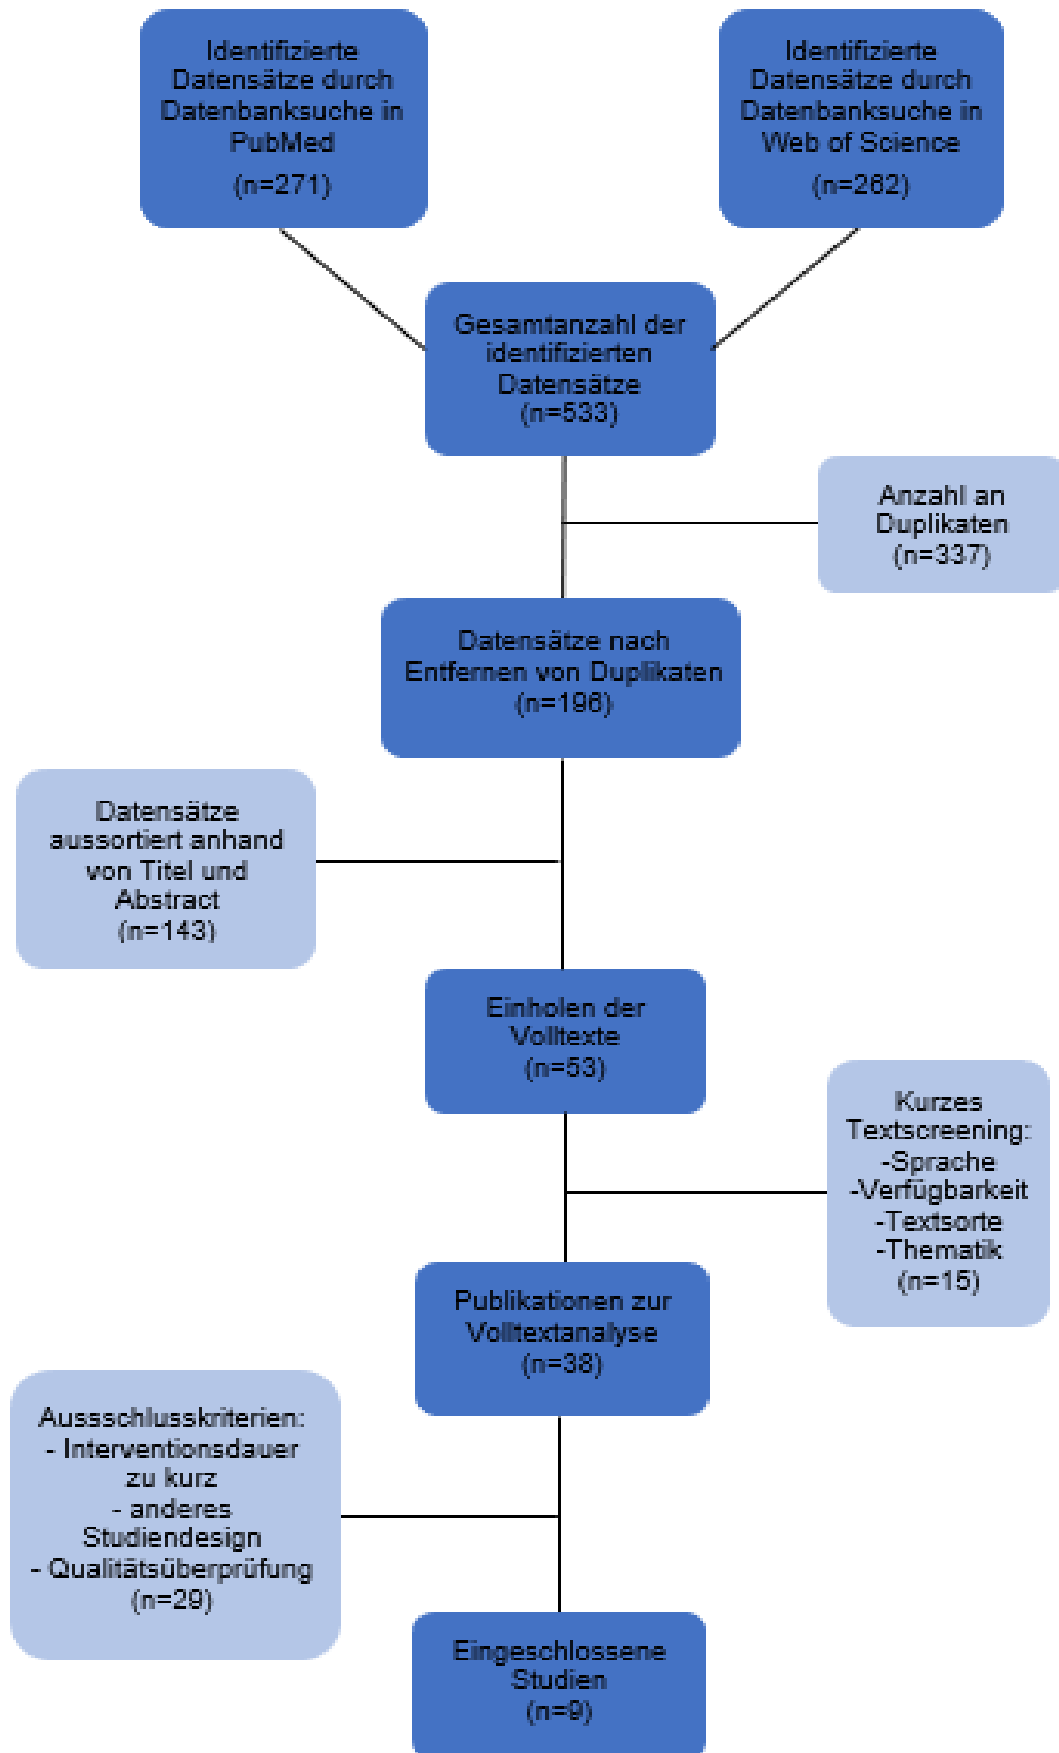 Identifizierte
Datensätze durch
Datenbanksuche in
PubMed
(n=271)
Identifizierte
Datensätze durch
Datenbanksuche in
Web of Science
(n=262)
Gesamtanzahl der
identifizierten
Datensätze
(n=533)
Anzahl an
Duplikaten
(n=337)
Datensätze nach
Entfernen von Duplikaten
(n=196)
Datensätze
aussortiert anhand
von Titel und
Abstract
(n=143)
Einholen der
Volltexte
(n=53)
Kurzes
Textscreening:
-Sprache
-Verfügbarkeit
-Textsorte
-Thematik
(n=15)
Publikationen zur
Volltextanalyse
(n=38)
Aussschlusskriterien:
- Interventionsdauer
zu kurz
- anderes
Studiendesign
- Qualitätsüberprüfung
(n=29)
Eingeschlossene
Studien
(n=9)